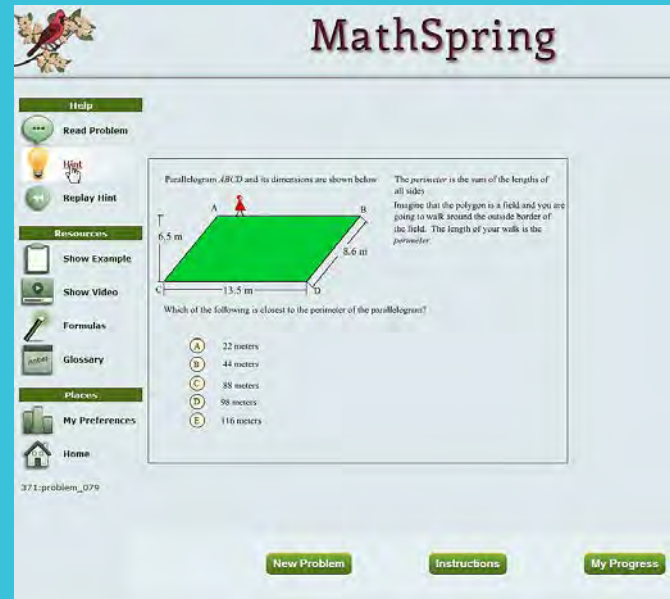 MathSpring
Help
Read Problem
Hint
Replay Hint
Resources
Show Example
Show Video
Formulas
Glossary
Places
My Preferences
Home
371:problem_079
Parallelogram ABCD and its dimensions are shown below
A
B
6.5 m
8.6 m
C
13.5 m
D
The perimeter is the sum of the lengths of
all sides
Imagine that the polygon is a field and you are
going to walk around the outside border of
the field. The length of your walk is the
perimeter.
Which of the following is closest to the perimeter of the parallelogram?
A 22 meters
B 44 meters
C 88 meters
D 98 meters
E 116 meters
New Problem
Instructions
My Progress